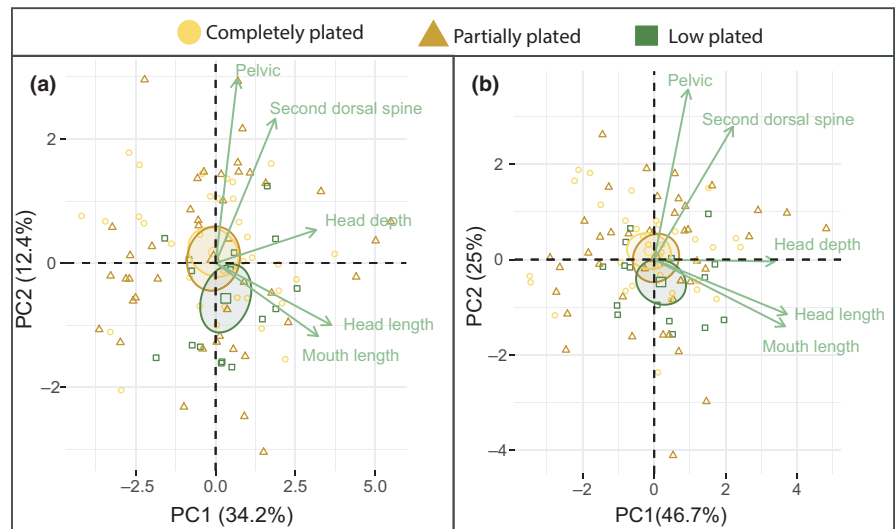 Completely plated Partially plated Low plated
(a)
Pelvic
Second dorsal spine
Head depth
Head length
Mouth length
2
0
−2
PC2 (12.4%)
−2.5 0.0 2.5 5.0
PC1 (34.2%)
(b)
Pelvic
Second dorsal spine
Head depth
Head length
Mouth length
2
0
−2
−4
PC2 (25%)
−2 0 2 4
PC1(46.7%)